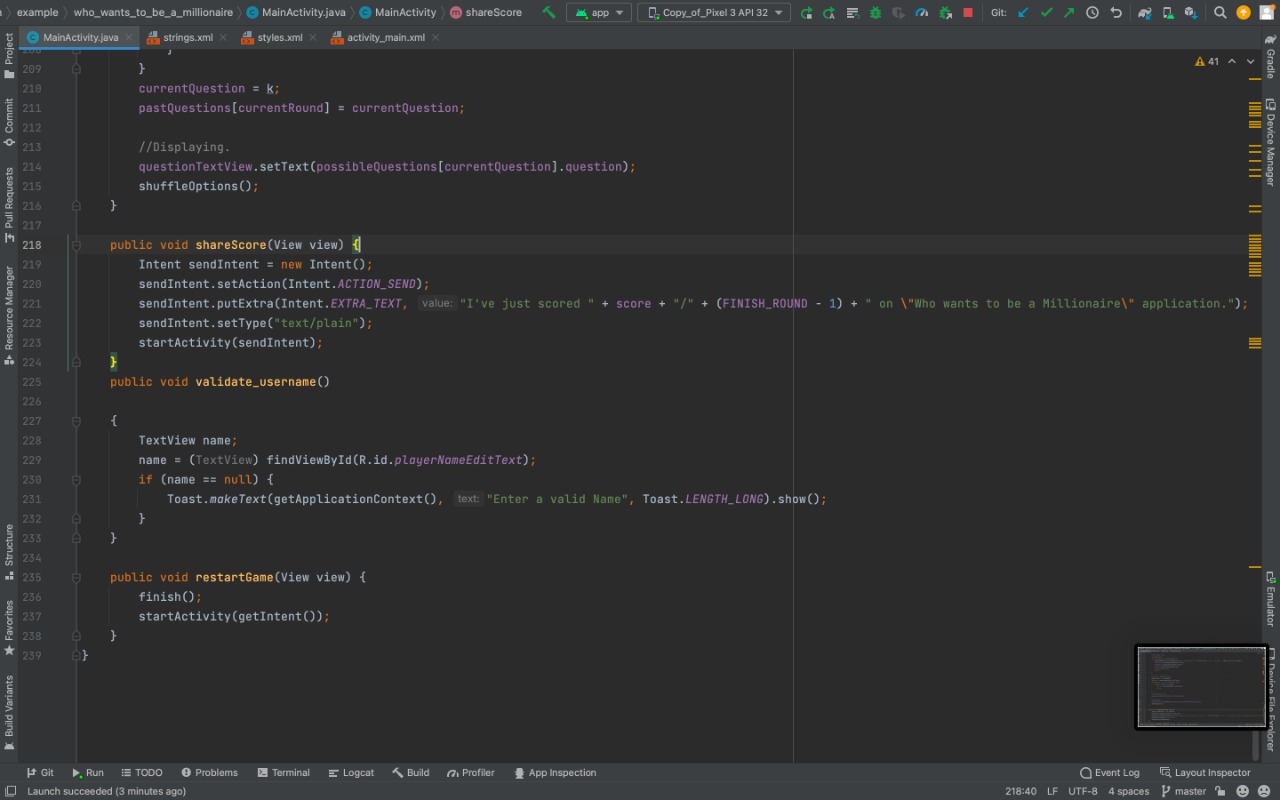 example who_wants_to_be_a_millionaire MainActivity.java MainActivity shareScore app Copy_of_Pixel 3 API 32 Git:
MainActivity.java strings.xml styles.xml activity_main.xml
41
209 }
210 currentQuestion = k;
211 pastQuestions[currentRound] = currentQuestion;
212
213 //Displaying.
214 questionTextView.setText(possibleQuestions[currentQuestion].question);
215 shuffleOptions();
216 }
217
218 public void shareScore(View view) {
219 Intent sendIntent = new Intent();
220 sendIntent.setAction(Intent.ACTION_SEND);
221 sendIntent.putExtra(Intent.EXTRA_TEXT, value: "I've just scored " + score + "/" + (FINISH_ROUND - 1) + " on \"Who wants to be a Millionaire\" application.");
222 sendIntent.setType("text/plain");
223 startActivity(sendIntent);
224 }
225 public void validate_username()
226
227 {
228 TextView name;
229 name = (TextView) findViewById(R.id.playerNameEditText);
230 if (name == null) {
231 Toast.makeText(getApplicationContext(), text: "Enter a valid Name", Toast.LENGTH_LONG).show();
232 }
233 }
234
235 public void restartGame(View view) {
236 finish();
237 startActivity(getIntent());
238 }
239 }
Project
Commit
Pull Requests
Resource Manager
Structure
Favorites
Build Variants
Gradle
Device Manager
Emulator
Device File Explorer
Git Run TODO Problems Terminal Logcat Build Profiler App Inspection Event Log Layout Inspector
Launch succeeded (3 minutes ago) 218:40 LF UTF-8 4 spaces master